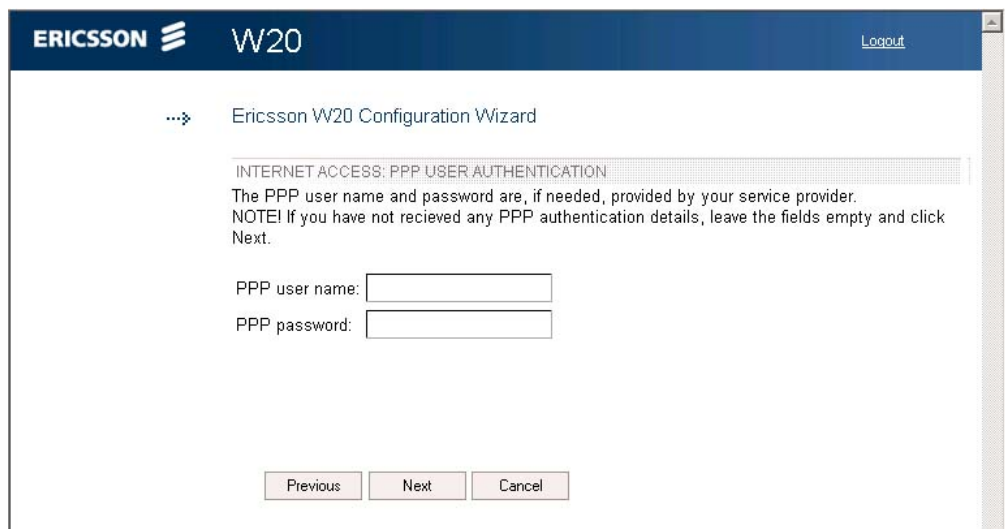 ERICSSON W20 Logout
Ericsson W20 Configuration Wizard
INTERNET ACCESS: PPP USER AUTHENTICATION
The PPP user name and password are, if needed, provided by your service provider.
NOTE! If you have not recieved any PPP authentication details, leave the fields empty and click
Next.
PPP user name:
PPP password:
Previous Next Cancel